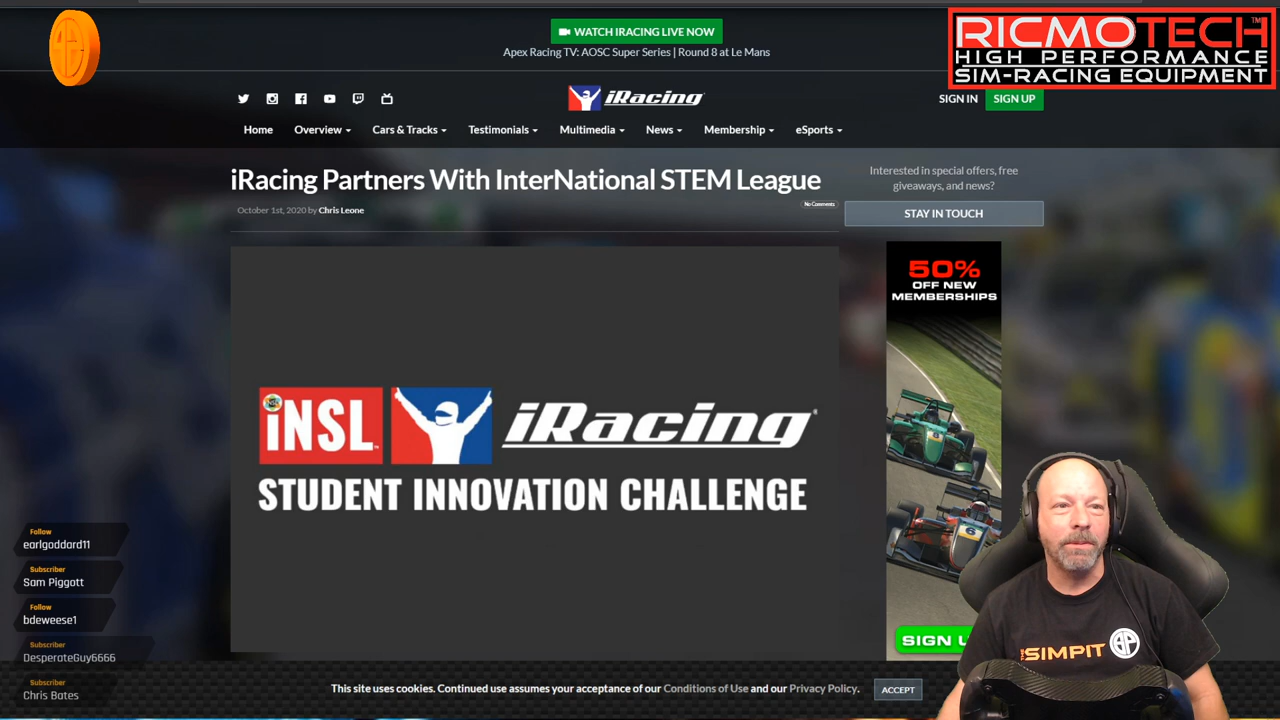 WATCH IRACING LIVE NOW
Apex Racing TV: AOSC Super Series | Round 8 at Le Mans
RICMOTECH™
HIGH PERFORMANCE
SIM-RACING EQUIPMENT
iRacing
SIGN IN
SIGN UP
Home
Overview
Cars & Tracks
Testimonials
Multimedia
News
Membership
eSports
iRacing Partners With InterNational STEM League
October 1st, 2020 by Chris Leone
No Comments
Interested in special offers, free
giveaways, and news?
STAY IN TOUCH
50%
OFF NEW
MEMBERSHIPS
iNSL™
iRacing
STUDENT INNOVATION CHALLENGE
SIGN U
Follow
earlgoddard11
Subscriber
Sam Piggott
Follow
bdeweese1
Subscriber
DesperateGuy6666
Subscriber
Chris Bates
SIMPIT
This site uses cookies. Continued use assumes your acceptance of our Conditions of Use and our Privacy Policy.
ACCEPT